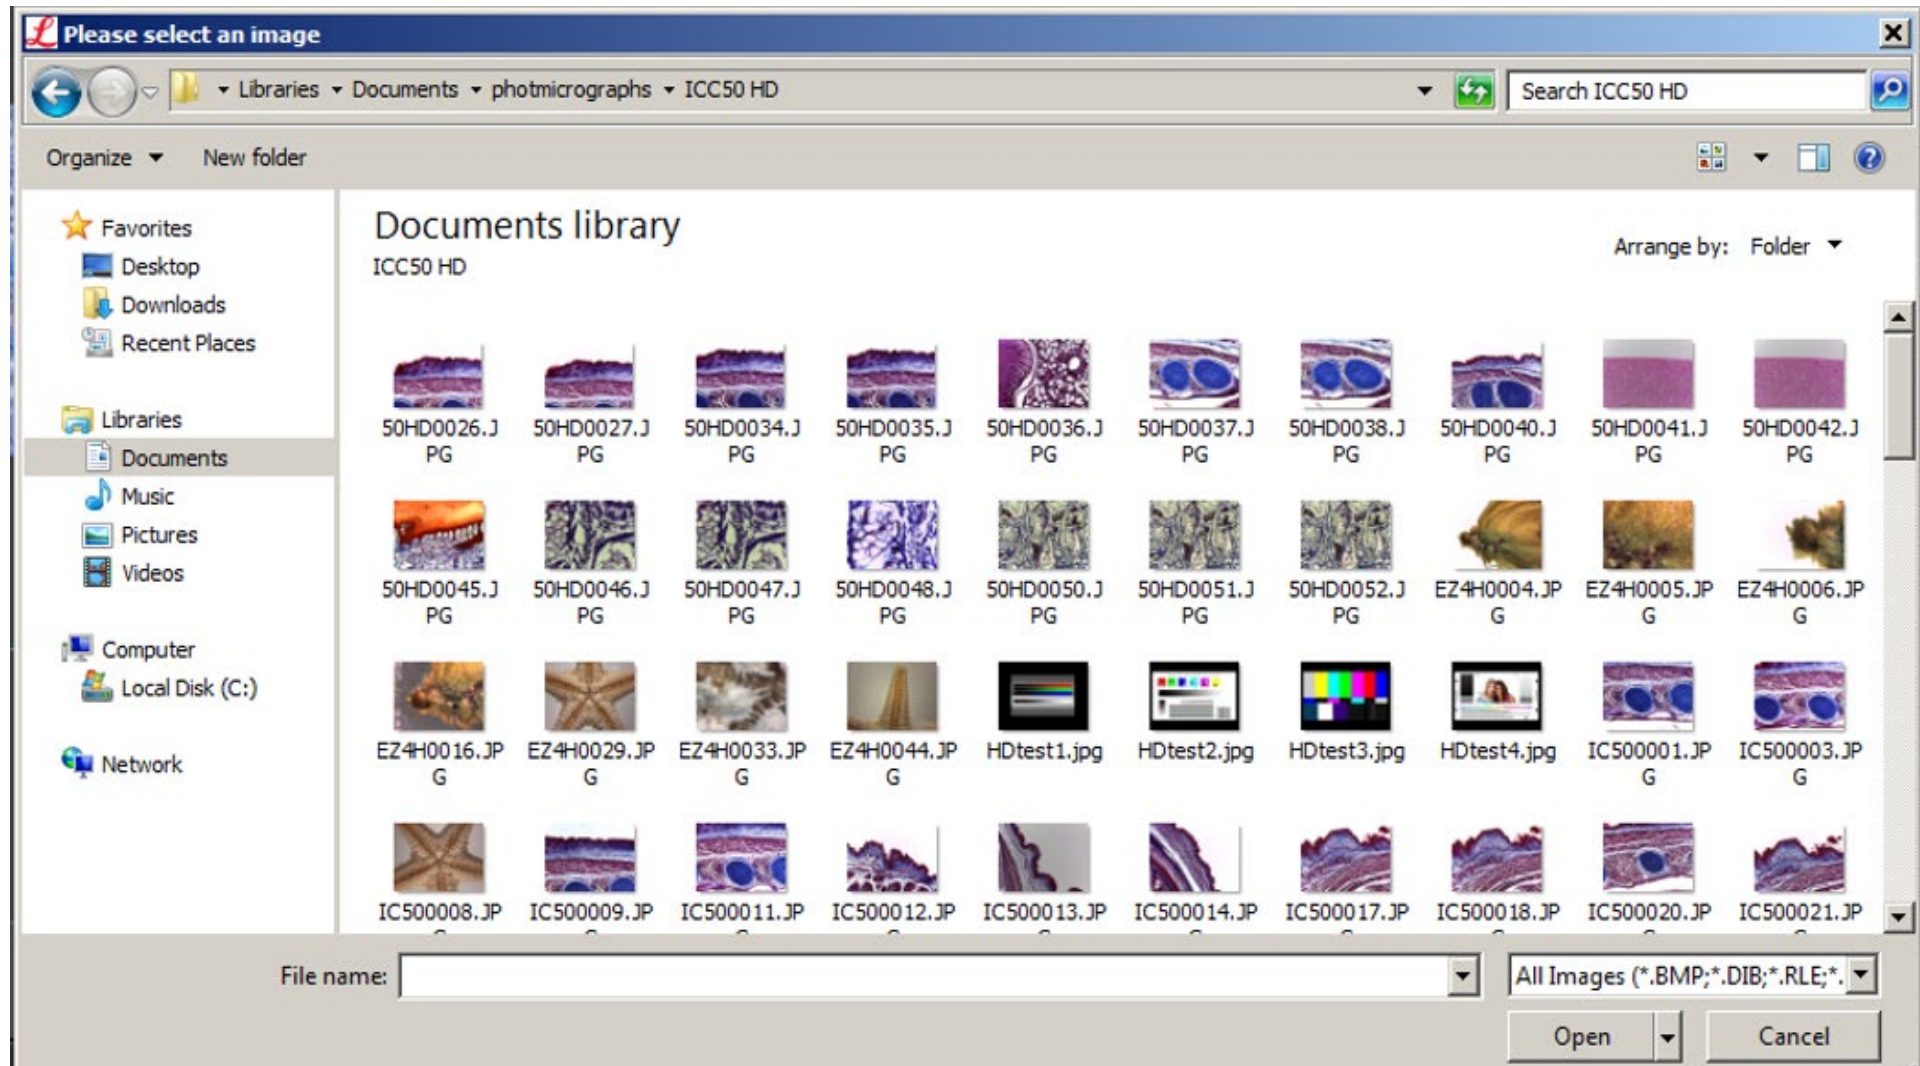 Please select an image
Libraries Documents photmicrographs ICC50 HD
Search ICC50 HD
Organize New folder
Favorites
Desktop
Downloads
Recent Places
Libraries
Documents
Music
Pictures
Videos
Computer
Local Disk (C:)
Network
Documents library
ICC50 HD
Arrange by: Folder
50HD0026.J 50HD0027.J 50HD0034.J 50HD0035.J 50HD0036.J 50HD0037.J 50HD0038.J 50HD0040.J 50HD0041.J 50HD0042.J
PG PG PG PG PG PG PG PG PG PG
50HD0045.J 50HD0046.J 50HD0047.J 50HD0048.J 50HD0050.J 50HD0051.J 50HD0052.J EZ4H0004.JP EZ4H0005.JP EZ4H0006.JP
PG PG PG PG PG PG PG G G G
EZ4H0016.JP EZ4H0029.JP EZ4H0033.JP EZ4H0044.JP HDtest1.jpg HDtest2.jpg HDtest3.jpg HDtest4.jpg IC500001.JP IC500003.JP
G G G G G G
IC500008.JP IC500009.JP IC500011.JP IC500012.JP IC500013.JP IC500014.JP IC500017.JP IC500018.JP IC500020.JP IC500021.JP
File name:
All Images (*.BMP;*.DIB;*.RLE;*.
Open
Cancel